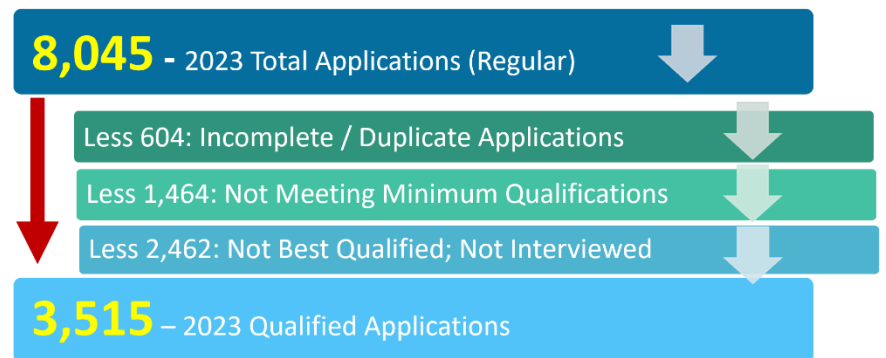 8,045 - 2023 Total Applications (Regular)
Less 604: Incomplete / Duplicate Applications
Less 1,464: Not Meeting Minimum Qualifications
Less 2,462: Not Best Qualified; Not Interviewed
3,515 – 2023 Qualified Applications